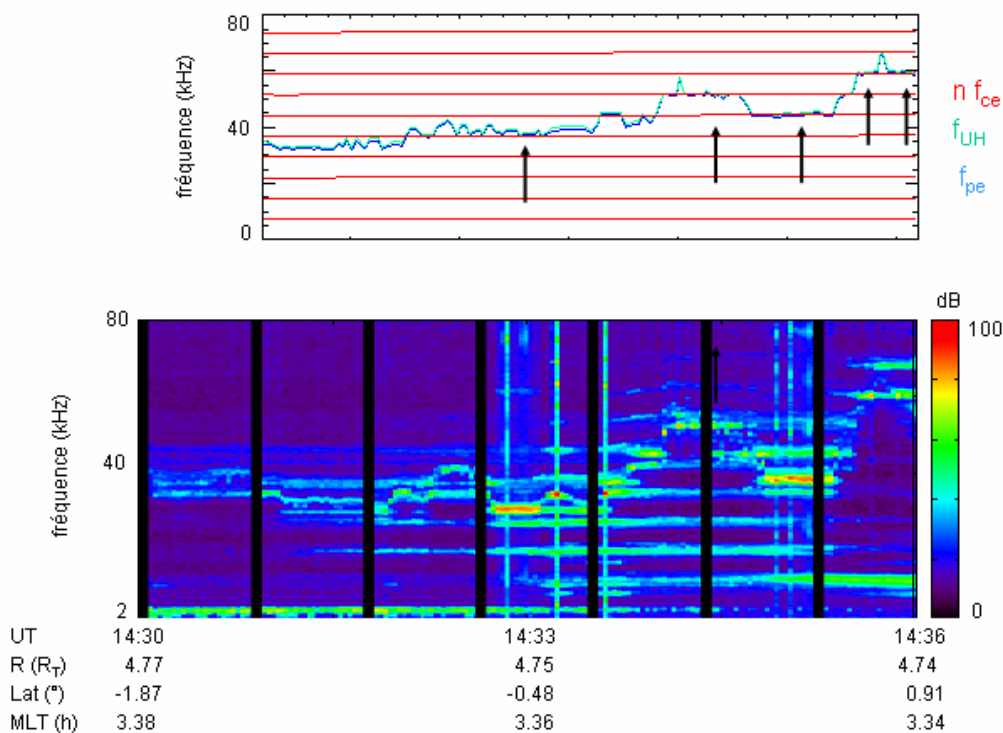 80
40
0
fréquence (kHz)
n fce
fUH
fpe
dB
80
40
2
fréquence (kHz)
100
0
UT 14:30 14:33 14:36
R (RT) 4.77 4.75 4.74
Lat (°) -1.87 -0.48 0.91
MLT (h) 3.38 3.36 3.34